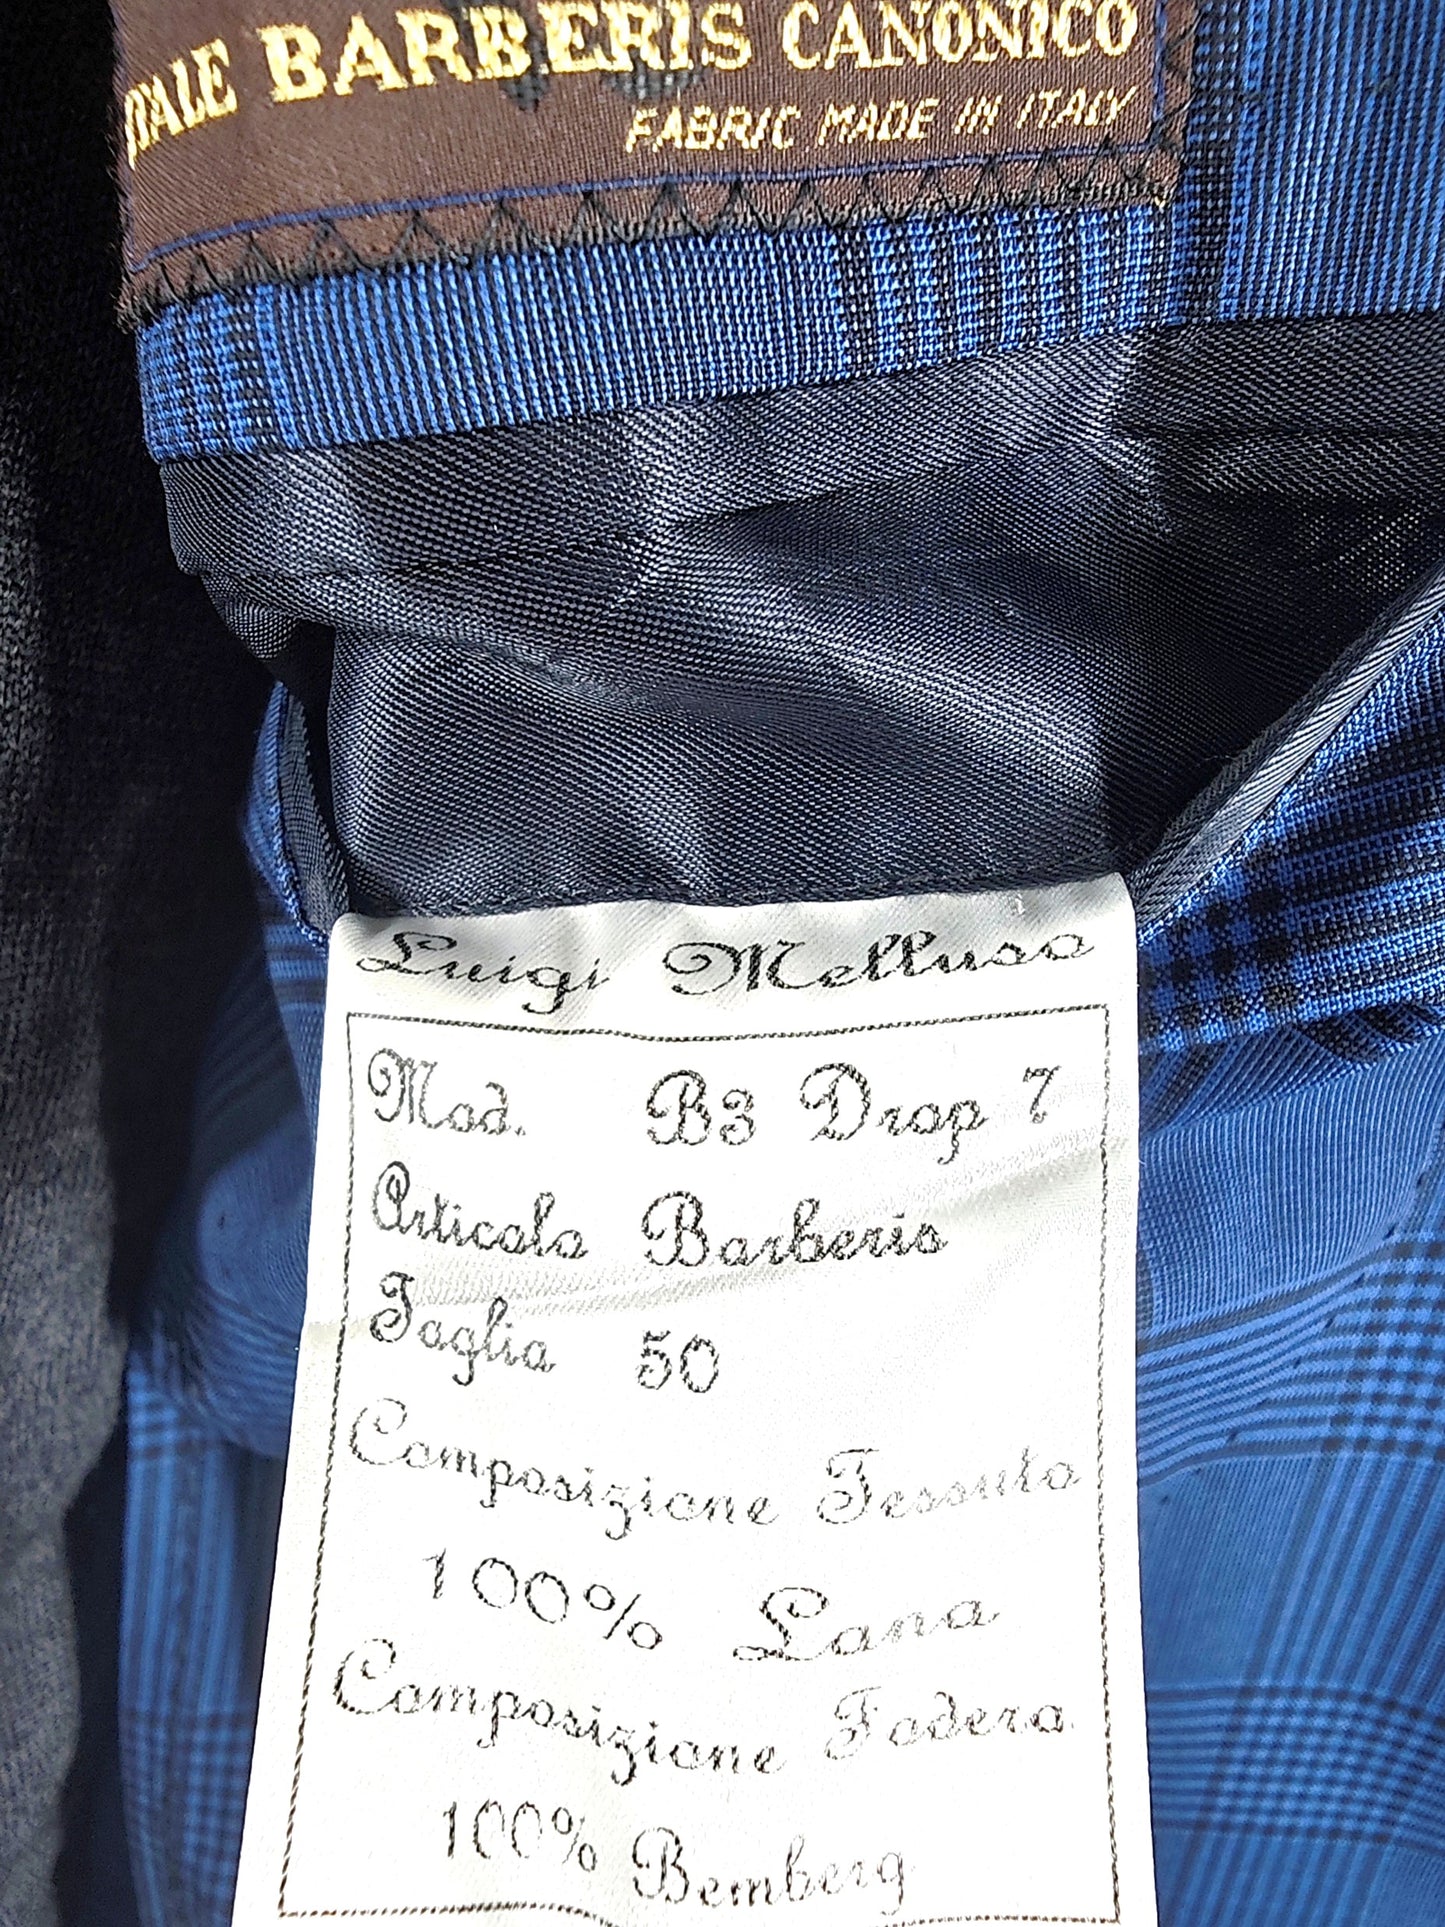 VITALE BARBERIS CANONICO
FABRIC MADE IN ITALY
Luigi Melluso
Mod. B3 Drop 7
Articolo Barberis
Taglia 50
Composizione Tessuto
100% Lana
Composizione Fodera
100% Bemberg